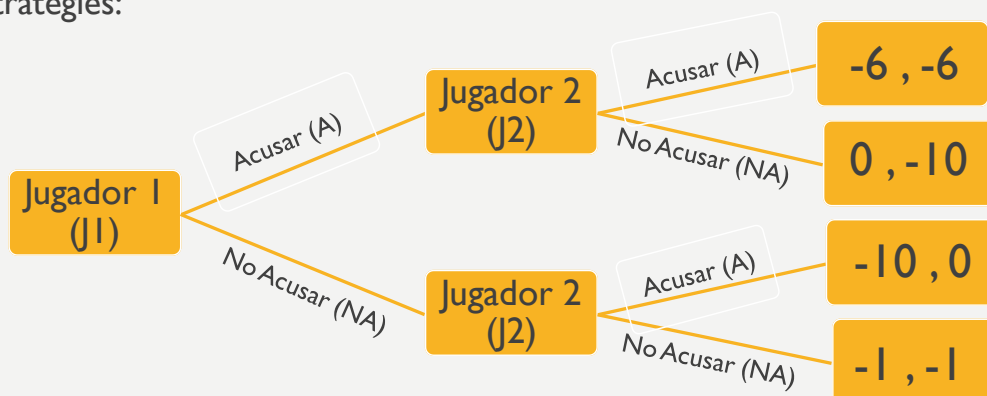 trategies:
Acusar (A)
-6 , -6
Jugador 2
(J2)
No Acusar (NA)
0 , -10
Acusar (A)
Jugador 1
(J1)
No Acusar (NA)
Acusar (A)
-10 , 0
Jugador 2
(J2)
No Acusar (NA)
-1 , -1